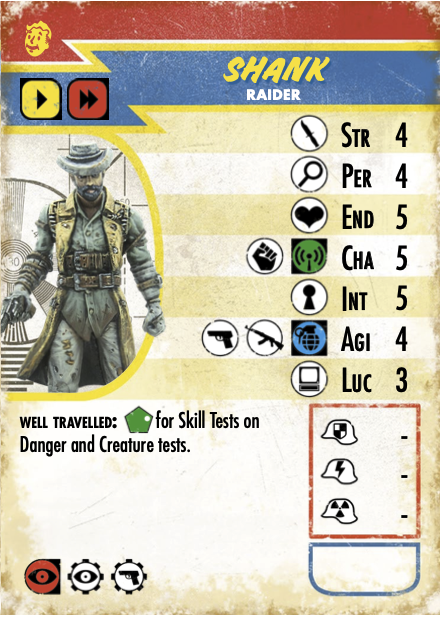 SHANK
RAIDER
STR 4
PER 4
END 5
CHA 5
INT 5
AGI 4
LUC 3
WELL TRAVELLED: for Skill Tests on
Danger and Creature tests.
-
-
-